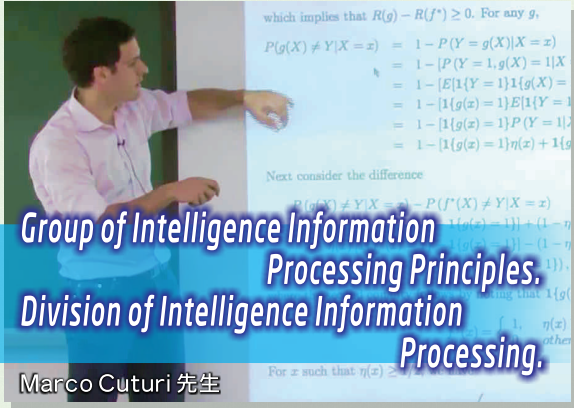 which implies that R(g) − R(f*) ≥ 0. For any g,
P(g(X) ≠ Y|X = x) = 1 − P(Y = g(X)|X = x)
= 1 − [P(Y = 1, g(X) = 1|X
= 1 − [E[1{Y = 1}1{g(X) =
= 1 − [1{g(x) = 1}E[1{Y = 1
= 1 − [1{g(x) = 1}P(Y = 1|
= 1 − [1{g(x) = 1}η(x) + 1{g
Next consider the difference
P(g(X) ≠ Y|X = x) − P(f*(X) ≠ Y|X = x)
Group of Intelligence Information
Processing Principles.
Division of Intelligence Information
Processing.
For x such that η(x) ≥
Marco Cuturi 先生